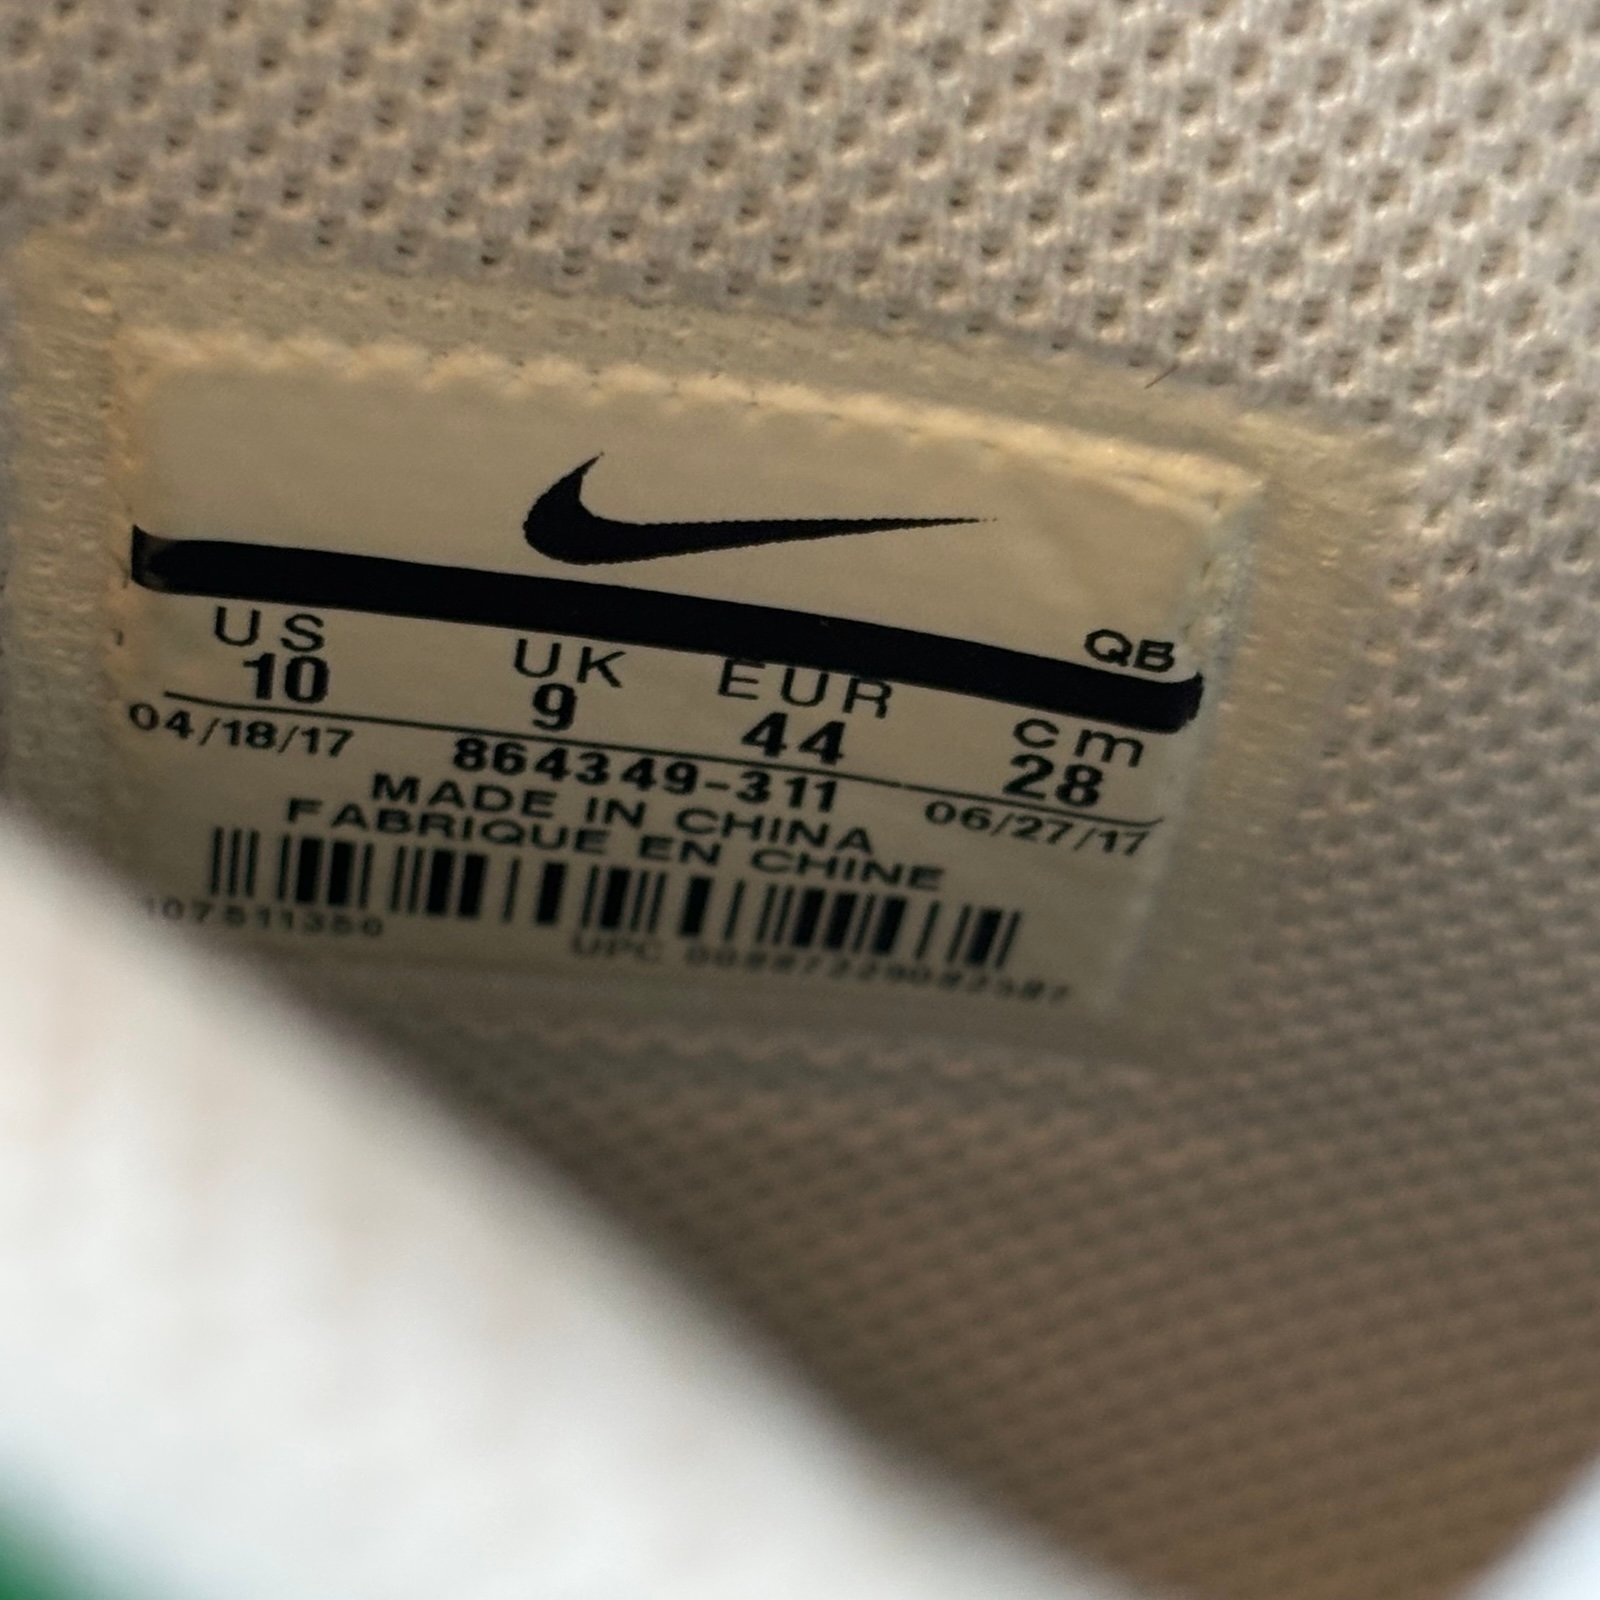 QB
US UK EUR cm
10 9 44 28
04/18/17 864349-311 06/27/17
MADE IN CHINA
FABRIQUE EN CHINE
UPC